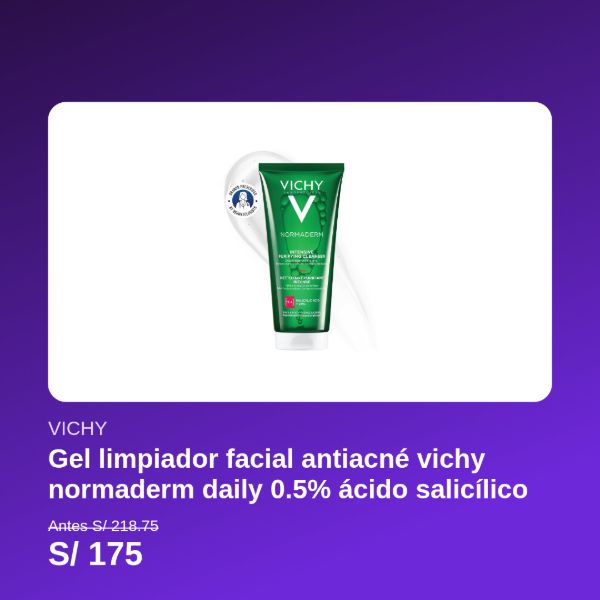 VICHY
NORMADERM
INTENSIVE
PURIFYING CLEANSER
VICHY
Gel limpiador facial antiacné vichy
normaderm daily 0.5% ácido salicílico
Antes S/ 218.75
S/ 175